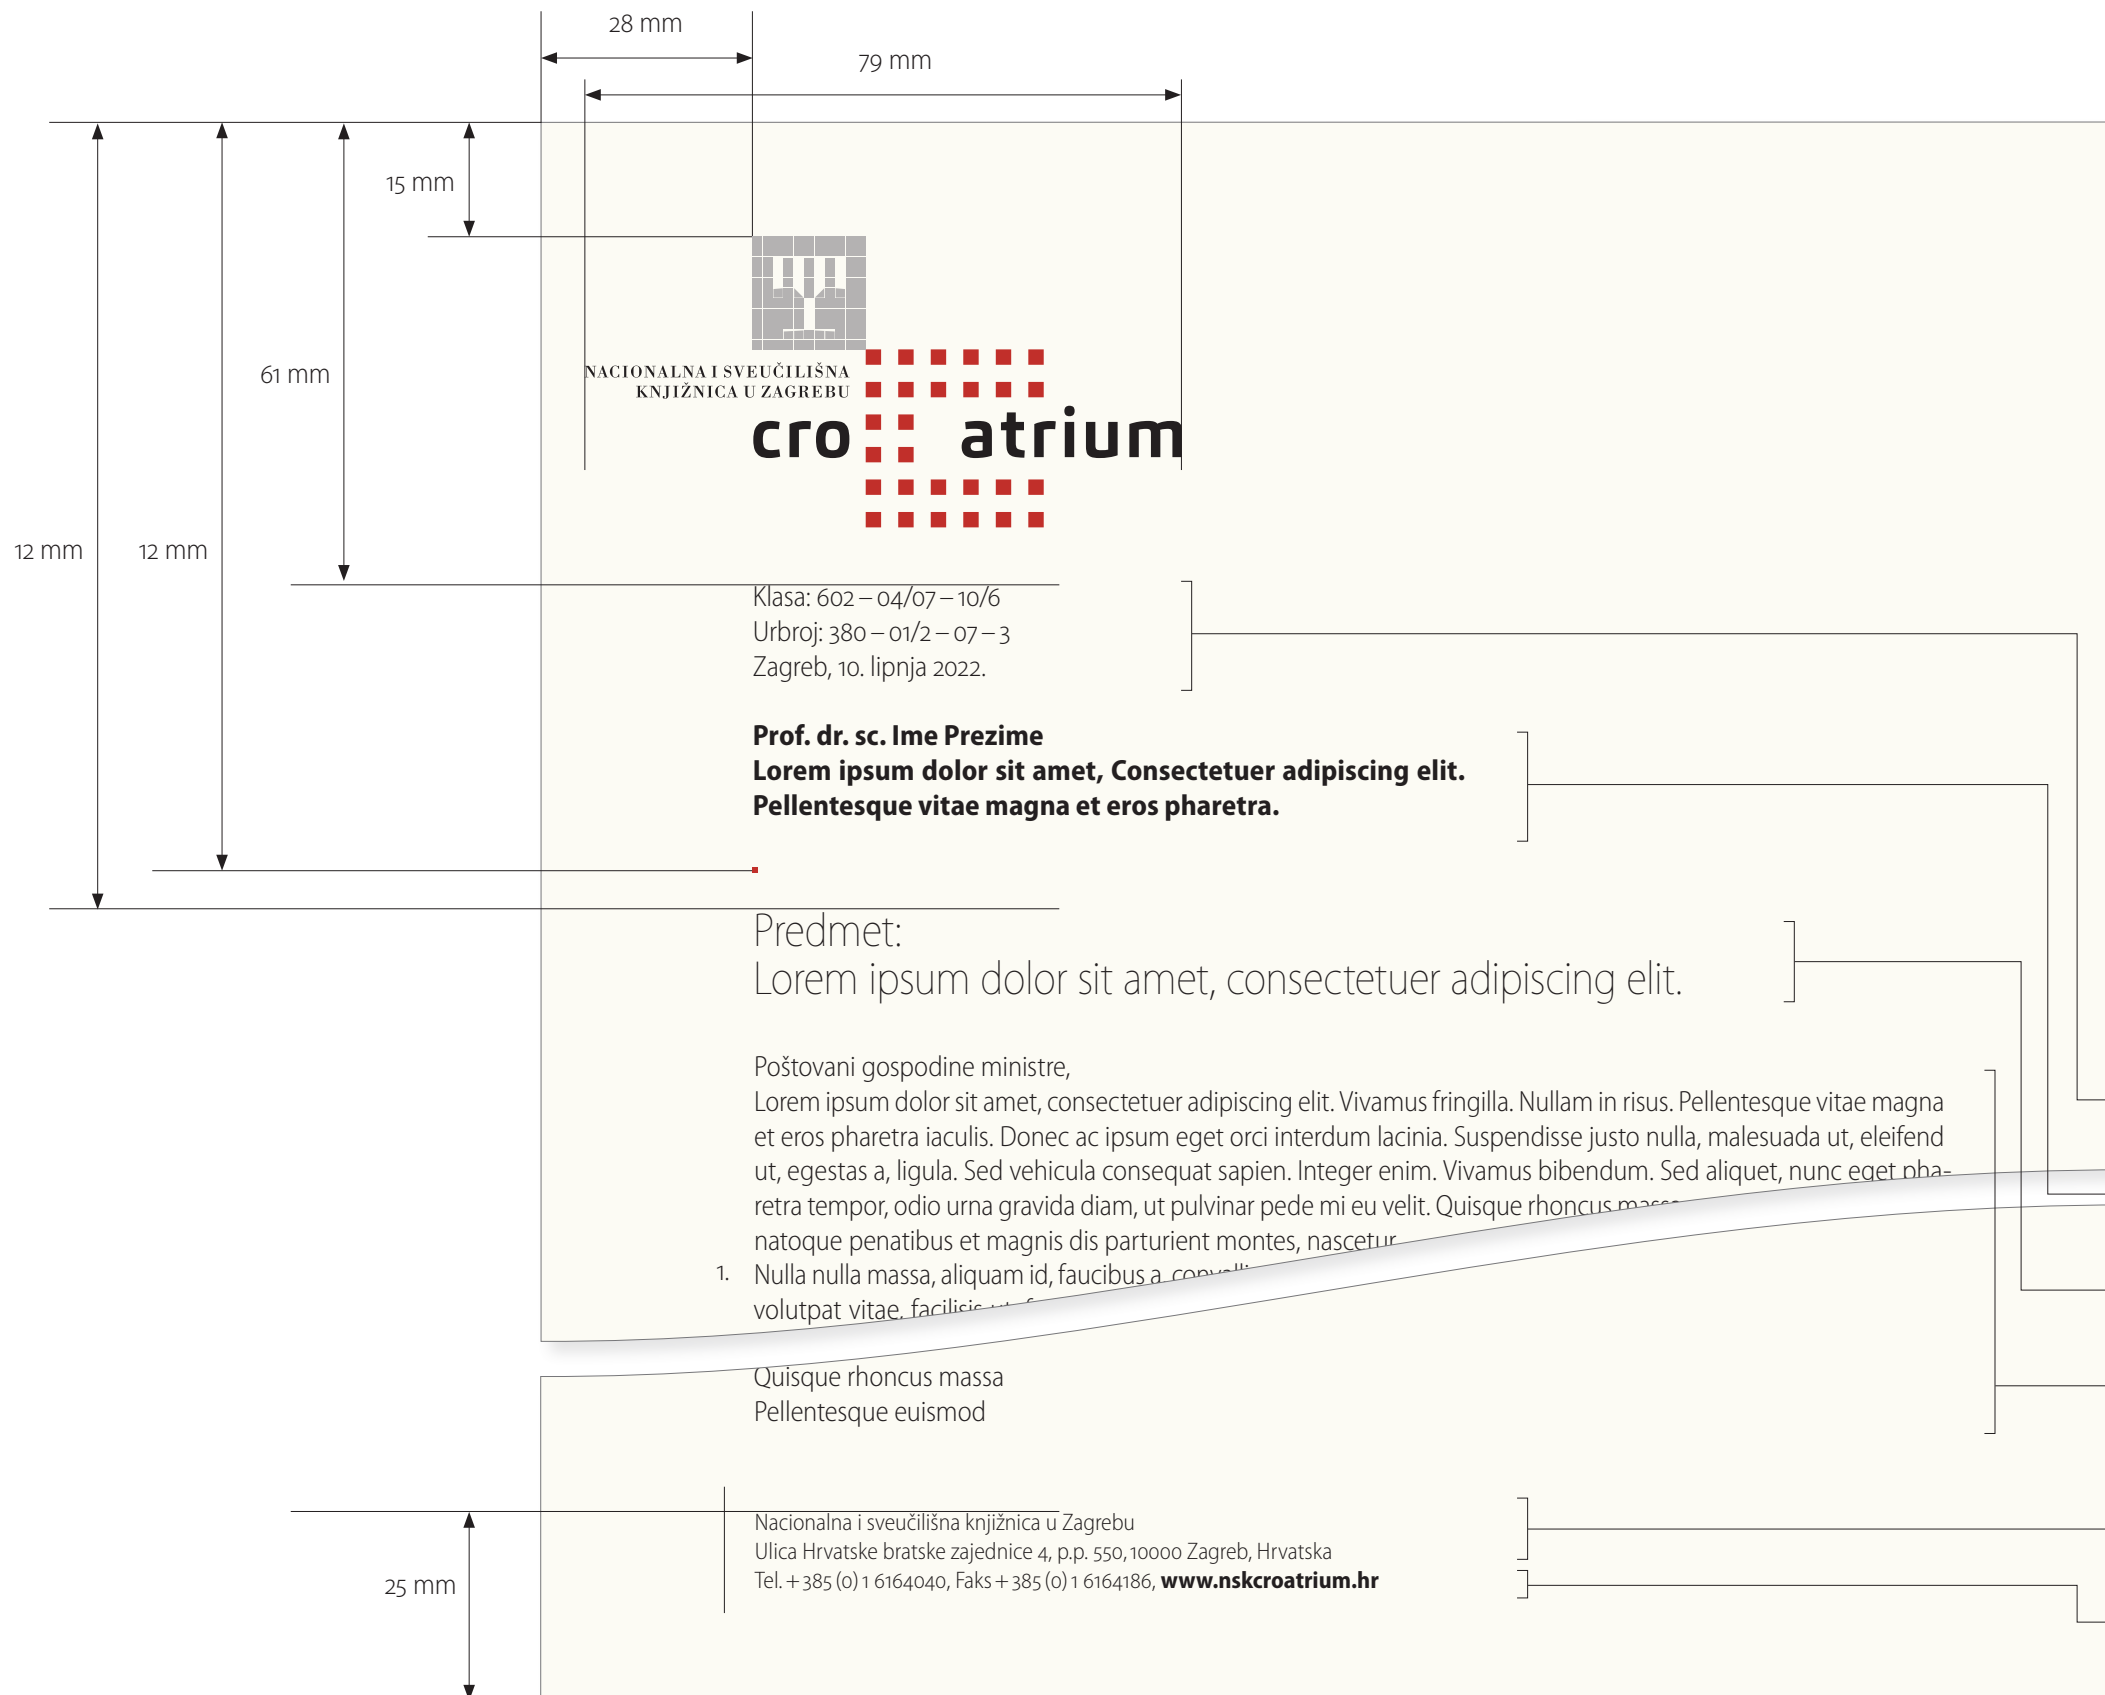 28 mm
79 mm
15 mm
61 mm
12 mm
12 mm
NACIONALNA I SVEUČILIŠNA
KNJIŽNICA U ZAGREBU
cro atrium
Klasa: 602 – 04/07 – 10/6
Urbroj: 380 – 01/2 – 07 – 3
Zagreb, 10. lipnja 2022.
Prof. dr. sc. Ime Prezime
Lorem ipsum dolor sit amet, Consectetuer adipiscing elit.
Pellentesque vitae magna et eros pharetra.
Predmet:
Lorem ipsum dolor sit amet, consectetuer adipiscing elit.
Poštovani gospodine ministre,
Lorem ipsum dolor sit amet, consectetuer adipiscing elit. Vivamus fringilla. Nullam in risus. Pellentesque vitae magna
et eros pharetra iaculis. Donec ac ipsum eget orci interdum lacinia. Suspendisse justo nulla, malesuada ut, eleifend
ut, egestas a, ligula. Sed vehicula consequat sapien. Integer enim. Vivamus bibendum. Sed aliquet, nunc eget pha-
retra tempor, odio urna gravida diam, ut pulvinar pede mi eu velit. Quisque rhoncus massa
natoque penatibus et magnis dis parturient montes, nascetur
1. Nulla nulla massa, aliquam id, faucibus a, convallis
volutpat vitae, facilisis ut,
Quisque rhoncus massa
Pellentesque euismod
Nacionalna i sveučilišna knjižnica u Zagrebu
Ulica Hrvatske bratske zajednice 4, p.p. 550, 10000 Zagreb, Hrvatska
Tel. + 385 (0) 1 6164040, Faks + 385 (0) 1 6164186, www.nskcroatrium.hr
25 mm